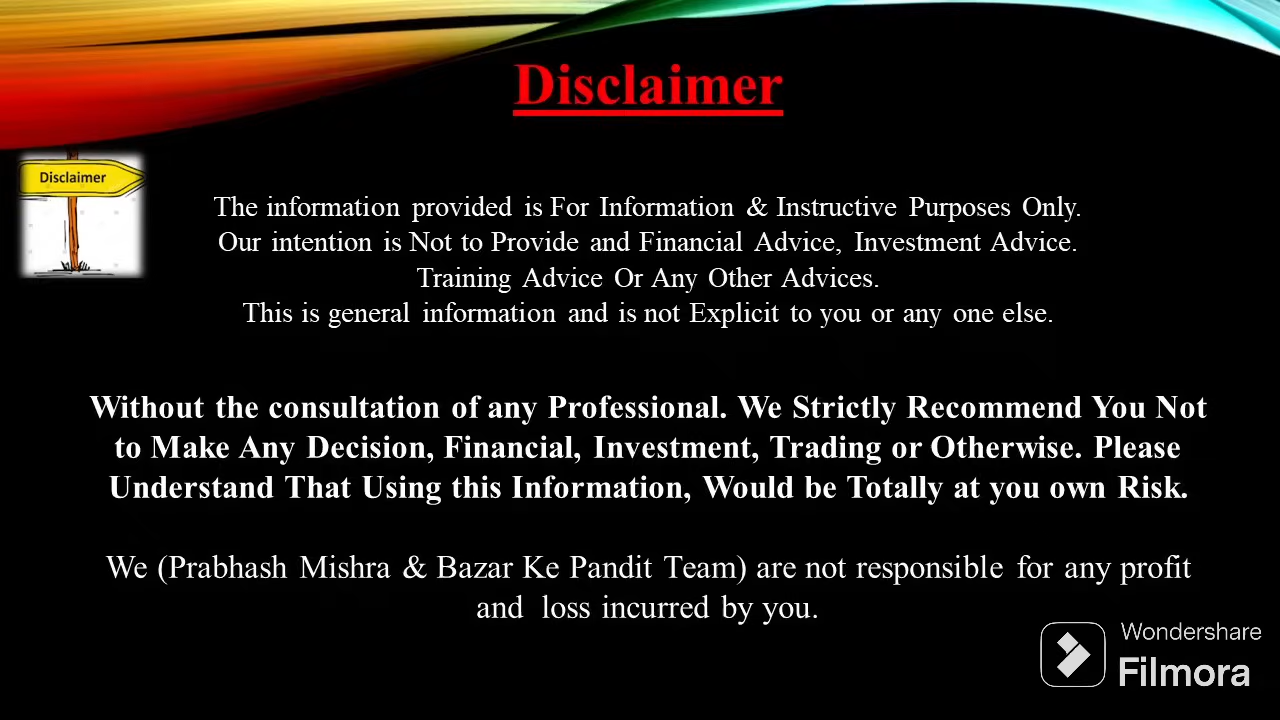 Disclaimer
Disclaimer
The information provided is For Information & Instructive Purposes Only.
Our intention is Not to Provide and Financial Advice, Investment Advice.
Training Advice Or Any Other Advices.
This is general information and is not Explicit to you or any one else.
Without the consultation of any Professional. We Strictly Recommend You Not
to Make Any Decision, Financial, Investment, Trading or Otherwise. Please
Understand That Using this Information, Would be Totally at you own Risk.
We (Prabhash Mishra & Bazar Ke Pandit Team) are not responsible for any profit
and loss incurred by you.
Wondershare
Filmora